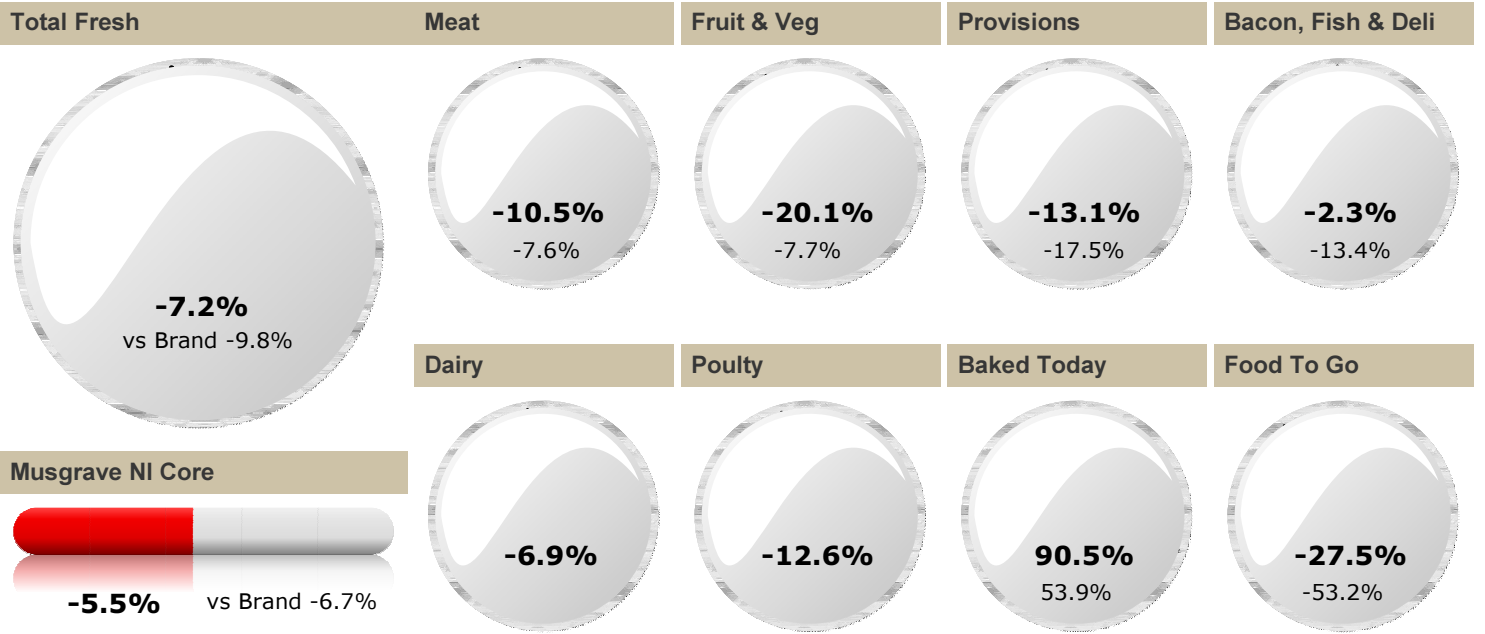 Total Fresh
-7.2%
vs Brand -9.8%
Musgrave NI Core
-5.5% vs Brand -6.7%
Meat
-10.5%
-7.6%
Fruit & Veg
-20.1%
-7.7%
Provisions
-13.1%
-17.5%
Bacon, Fish & Deli
-2.3%
-13.4%
Dairy
-6.9%
Poulty
-12.6%
Baked Today
90.5%
53.9%
Food To Go
-27.5%
-53.2%